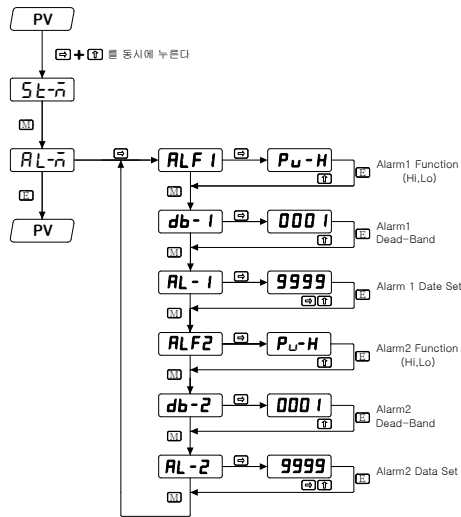 PV
⇨ + ⇧ 를 동시에 누른다
St-m̄
M
AL-m̄ ⇨ ALF1 ⇨ Pv-H
E M ⇧ E Alarm1 Function
(Hi,Lo)
PV
db-1 ⇨ 0001
M ⇧ E Alarm1
Dead-Band
AL-1 ⇨ 9999
M ⇨ ⇧ E Alarm 1 Date Set
ALF2 ⇨ Pv-H
M ⇧ E Alarm2 Function
(Hi,Lo)
db-2 ⇨ 0001
M ⇧ E Alarm2
Dead-Band
AL-2 ⇨ 9999
M ⇨ ⇧ E Alarm2 Data Set